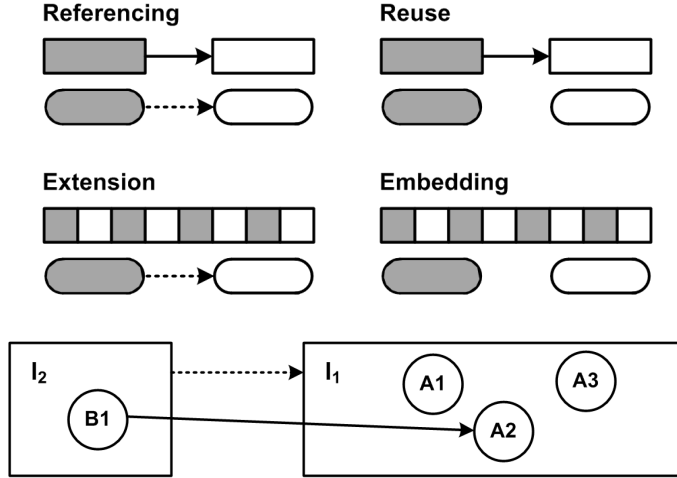 Referencing
Reuse
Extension
Embedding
I₂
I₁
A1
A3
B1
A2